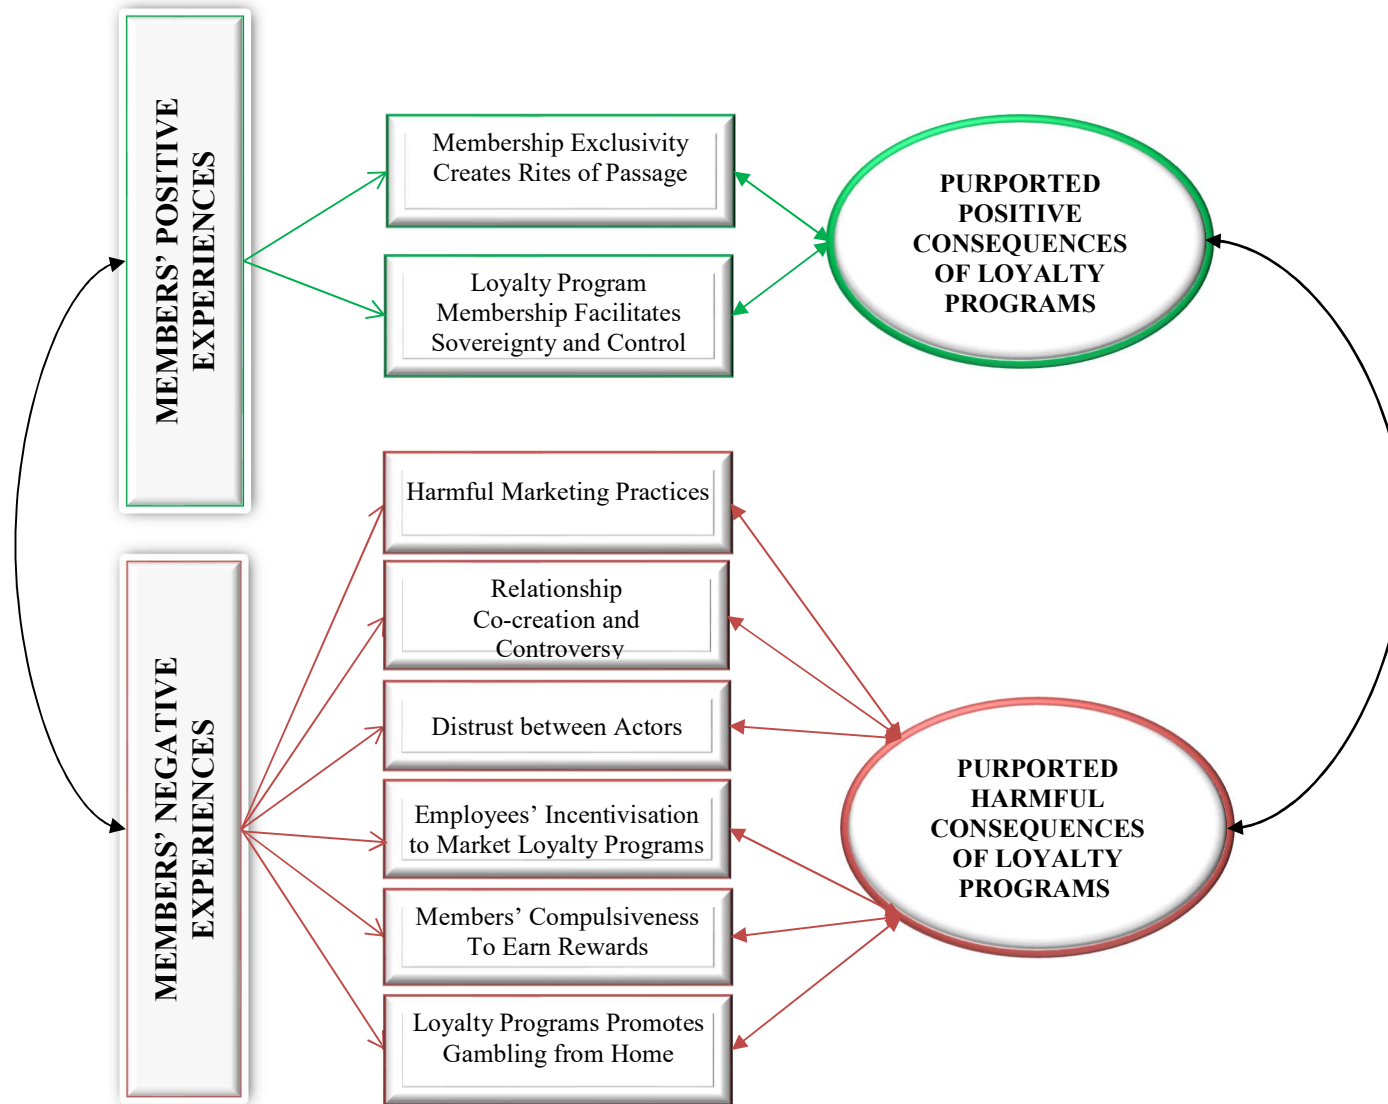 MEMBERS' POSITIVE
EXPERIENCES
Membership Exclusivity
Creates Rites of Passage
Loyalty Program
Membership Facilitates
Sovereignty and Control
PURPORTED
POSITIVE
CONSEQUENCES
OF LOYALTY
PROGRAMS
MEMBERS' NEGATIVE
EXPERIENCES
Harmful Marketing Practices
Relationship
Co-creation and
Controversy
Distrust between Actors
Employees' Incentivisation
to Market Loyalty Programs
Members' Compulsiveness
To Earn Rewards
Loyalty Programs Promotes
Gambling from Home
PURPORTED
HARMFUL
CONSEQUENCES
OF LOYALTY
PROGRAMS